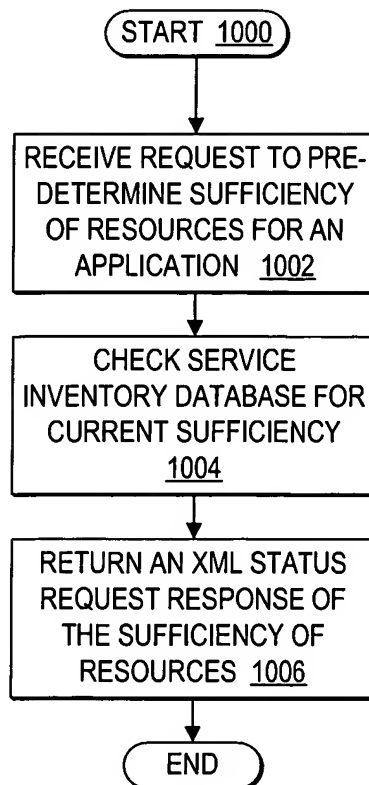 START 1000
RECEIVE REQUEST TO PRE-
DETERMINE SUFFICIENCY
OF RESOURCES FOR AN
APPLICATION 1002
CHECK SERVICE
INVENTORY DATABASE FOR
CURRENT SUFFICIENCY
1004
RETURN AN XML STATUS
REQUEST RESPONSE OF
THE SUFFICIENCY OF
RESOURCES 1006
END